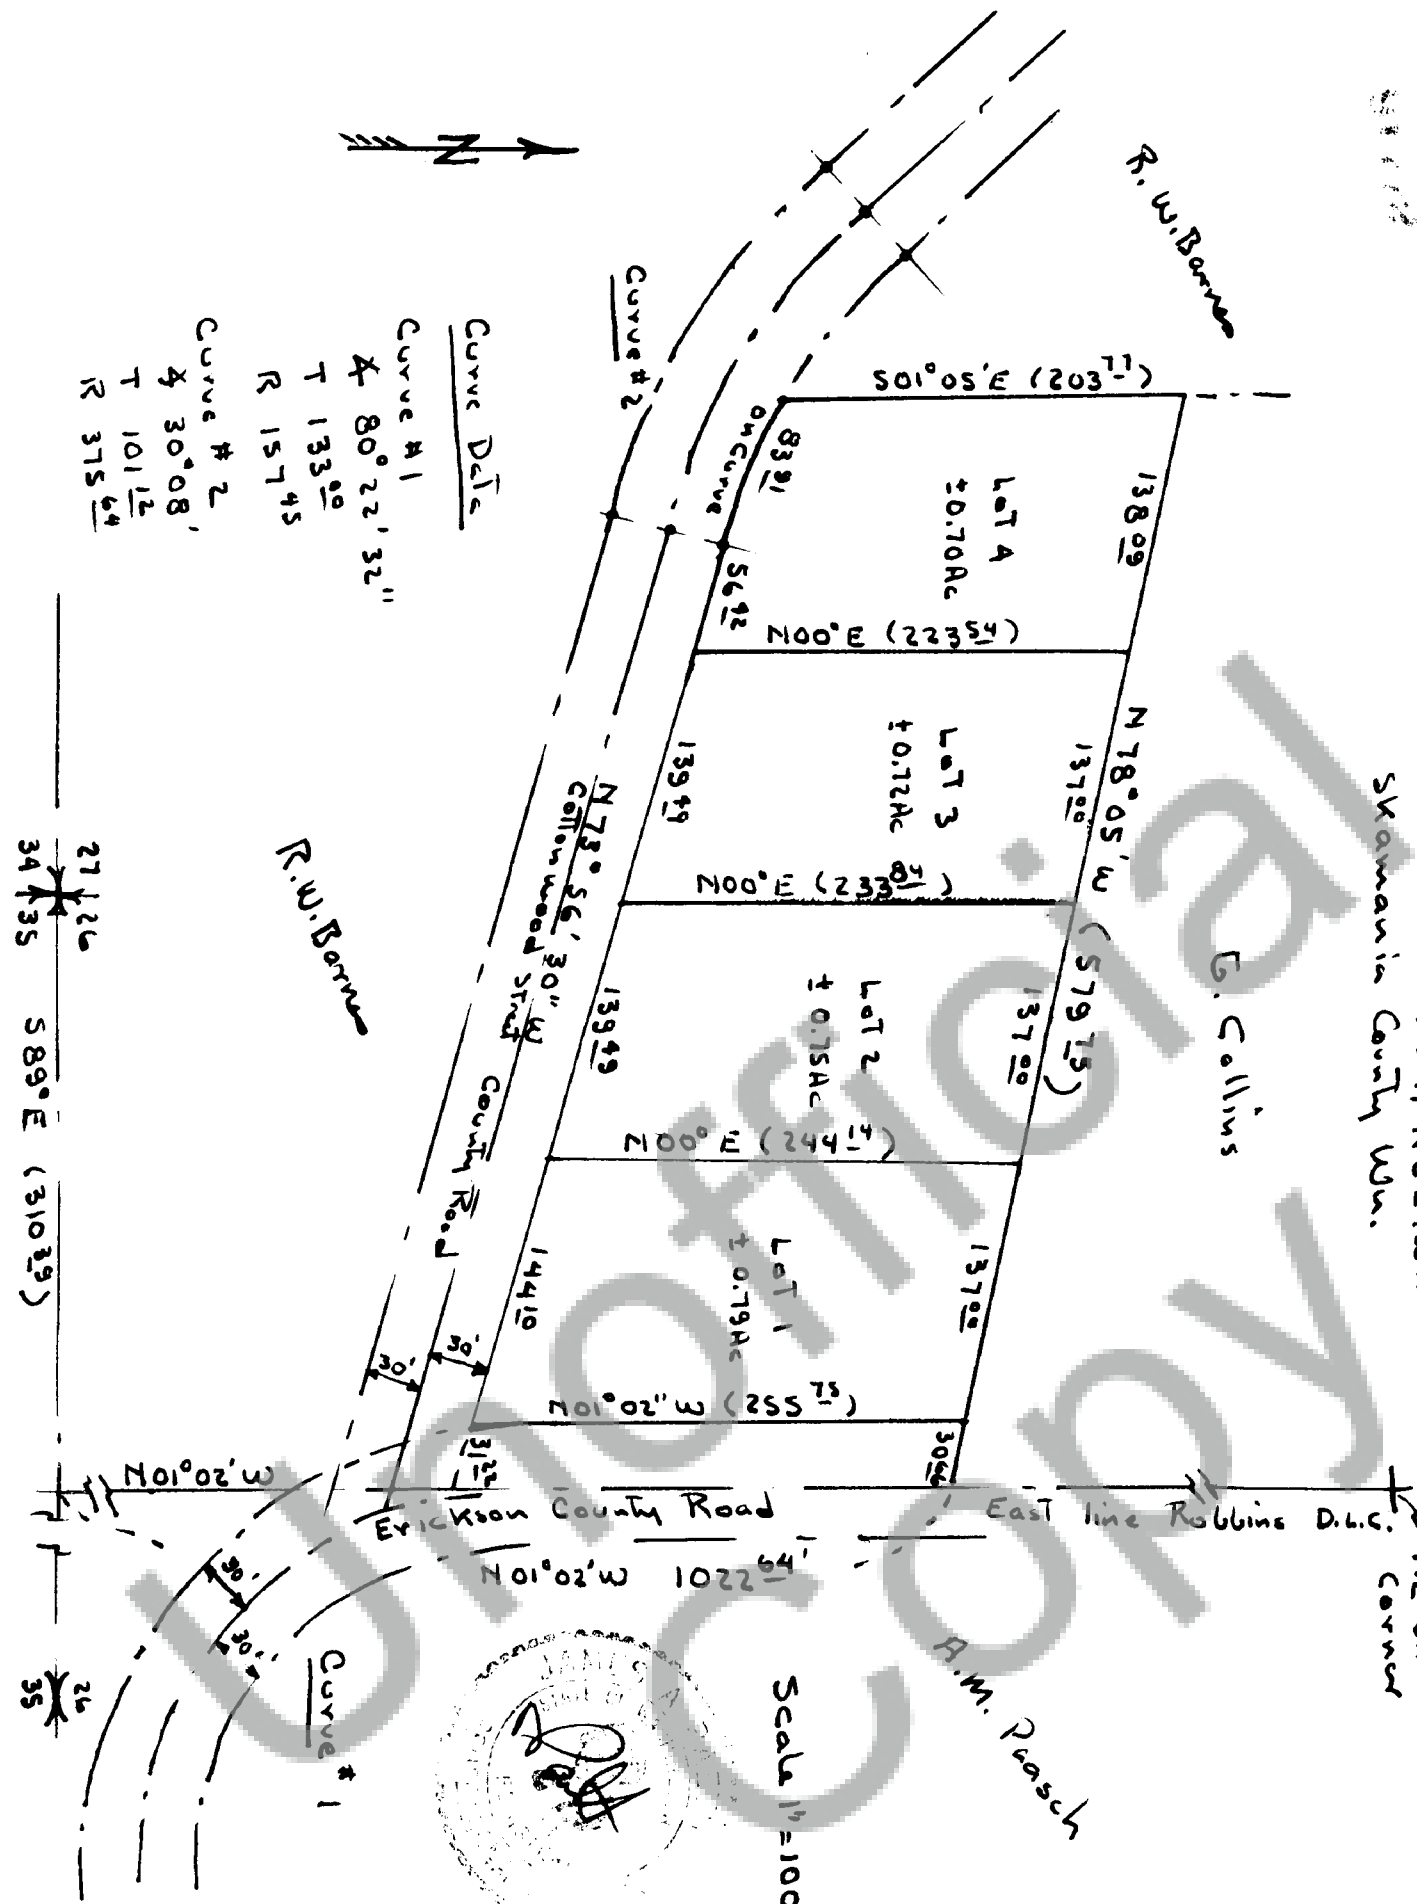 Skamania County Wn.
R. W. Barnes
G. Collins
N
S01°05'E (203.77)
138.09
Lot 4
±0.70Ac
83.91
on Curve
56.92
N00°E (223.54)
N 78°05' W (579.75)
137.00
Lot 3
±0.72Ac
139.49
N00°E (233.84)
137.00
Lot 2
±0.75Ac
139.49
N00°E (244.14)
137.00
Lot 1
±0.79Ac
144.10
N01°02"W (255.75)
30.66
31.22
Curve #2
N 73°56'30" W
Cottonwood Street County Road
30'
30'
Curve Data
Curve #1
∡ 80°22'32"
T 133.00
R 157.45
Curve #2
∡ 30°08'
T 101.12
R 375.64
R. W. Barnes
27 26
34 35
S89°E (310.39)
N01°02'W
Erickson County Road
East line Robbins D.L.C.
Corner
N01°02'W 1022.64'
30'
30'
Curve #1
26
35
A.M. Paasch
Scale 1"=100
Unofficial
Copy